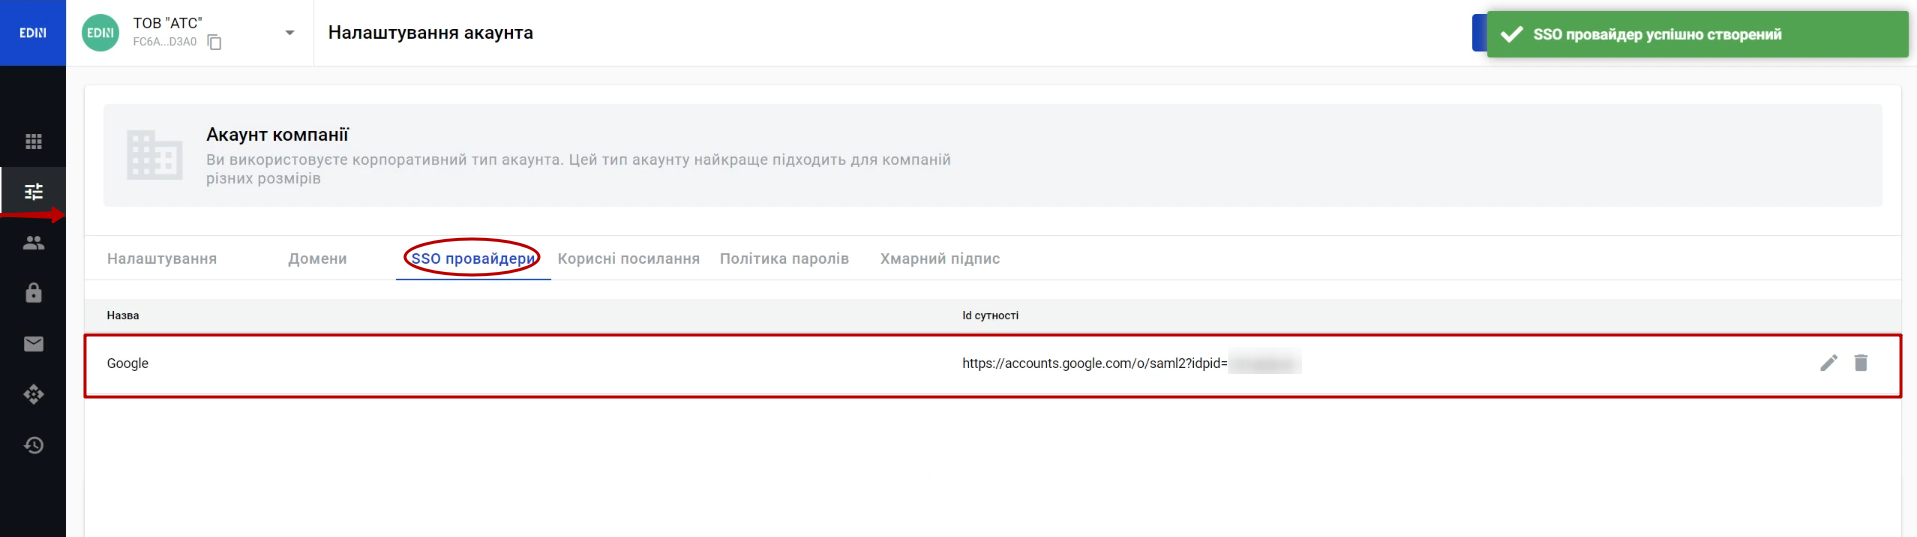 EDIN
EDIN
ТОВ "АТС"
FC6A...D3A0
Налаштування акаунта
SSO провайдер успішно створений
Акаунт компанії
Ви використовуєте корпоративний тип акаунта. Цей тип акаунту найкраще підходить для компаній
різних розмірів
Налаштування
Домени
SSO провайдери
Корисні посилання
Політика паролів
Хмарний підпис
Назва
Id сутності
Google
https://accounts.google.com/o/saml2?idpid=